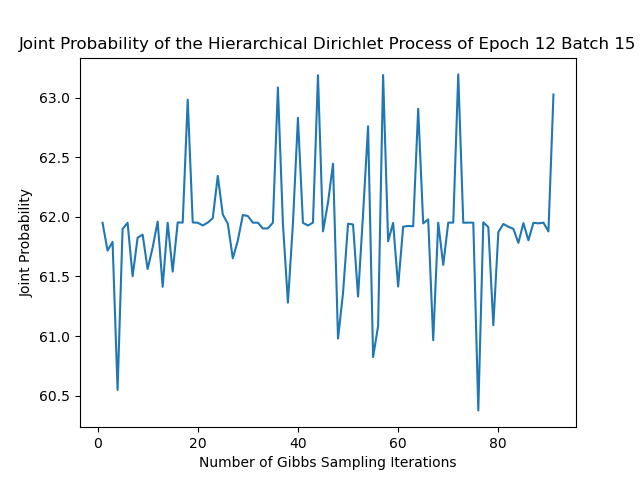 Joint Probability of the Hierarchical Dirichlet Process of Epoch 12 Batch 15
63.0
62.5
62.0
61.5
61.0
60.5
Joint Probability
0 20 40 60 80
Number of Gibbs Sampling Iterations